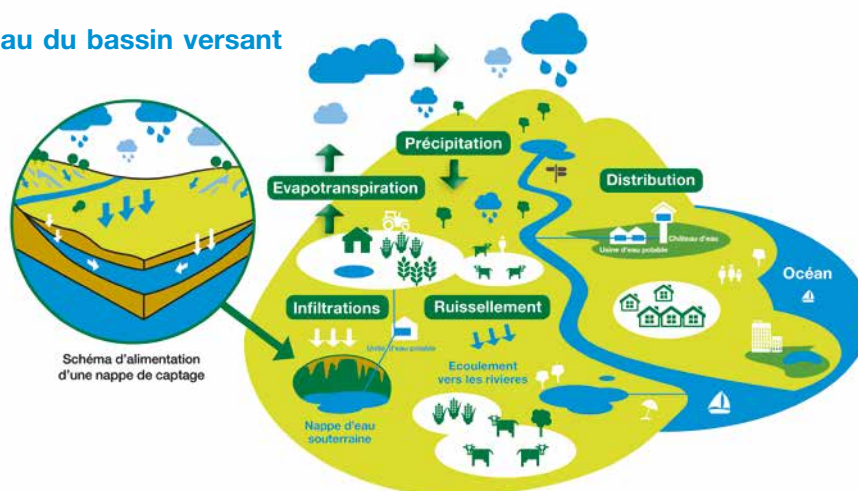 au du bassin versant
Précipitation
Evapotranspiration
Distribution
Château d'eau
Usine d'eau potable
Océan
Infiltrations
Ruissellement
Usine d'eau potable
Schéma d'alimentation
d'une nappe de captage
Ecoulement
vers les rivieres
Nappe d'eau
souterraine